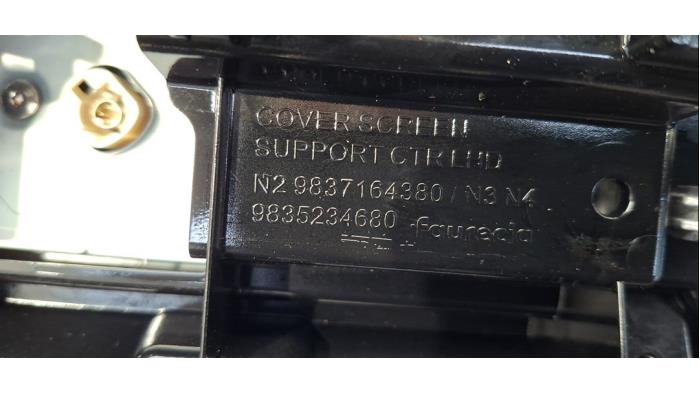 COVER SCREEN
SUPPORT CTR LHD
N2 9837164380 / N3 N4
9835234680 faurecia